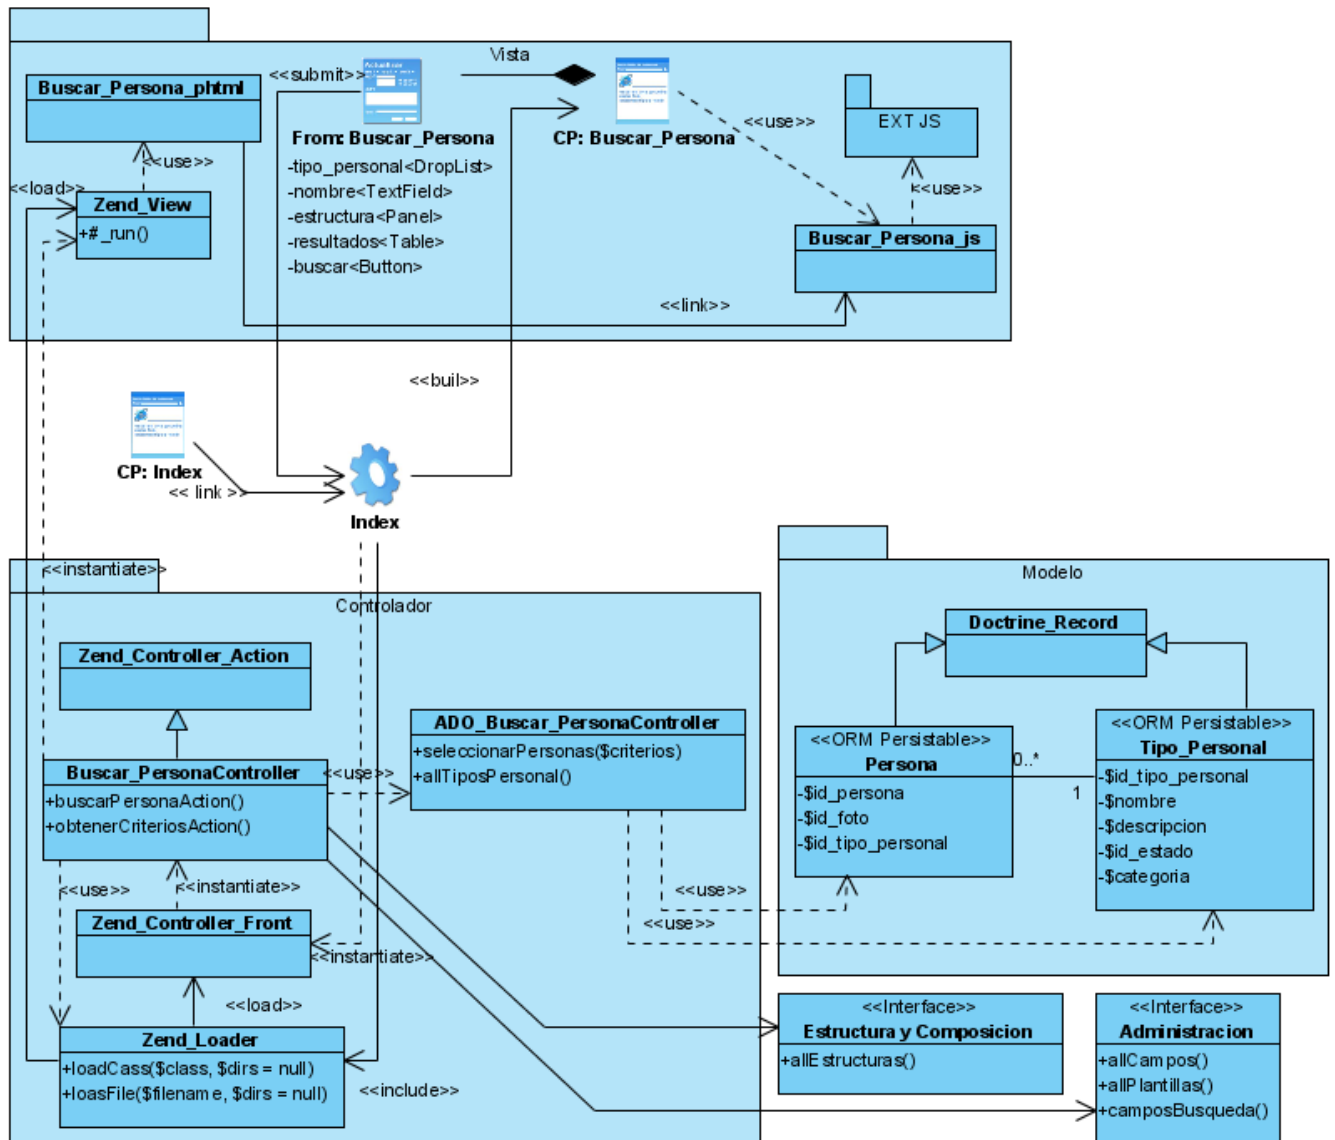 Vista
Buscar_Persona_phtml
<<submit>>
From: Buscar_Persona
-tipo_personal<DropList>
-nombre<TextField>
-estructura<Panel>
-resultados<Table>
-buscar<Button>
CP: Buscar_Persona
<<use>>
EXT JS
<<use>>
<<use>>
<<load>>
Zend_View
+#_run()
Buscar_Persona_js
<<link>>
<<buil>>
CP: Index
<< link >>
Index
<<instantiate>>
Controlador
Zend_Controller_Action
Buscar_PersonaController
+buscarPersonaAction()
+obtenerCriteriosAction()
<<use>>
ADO_Buscar_PersonaController
+seleccionarPersonas($criterios)
+allTiposPersonal()
<<use>>
<<instantiate>>
Zend_Controller_Front
<<instantiate>>
<<load>>
Zend_Loader
+loadCass($class, $dirs = null)
+loasFile($filename, $dirs = null)
<<include>>
<<use>>
<<use>>
Modelo
Doctrine_Record
<<ORM Persistable>>
Persona
-$id_persona
-$id_foto
-$id_tipo_personal
0..*
1
<<ORM Persistable>>
Tipo_Personal
-$id_tipo_personal
-$nombre
-$descripcion
-$id_estado
-$categoria
<<Interface>>
Estructura y Composicion
+allEstructuras()
<<Interface>>
Administracion
+allCampos()
+allPlantillas()
+camposBusqueda()